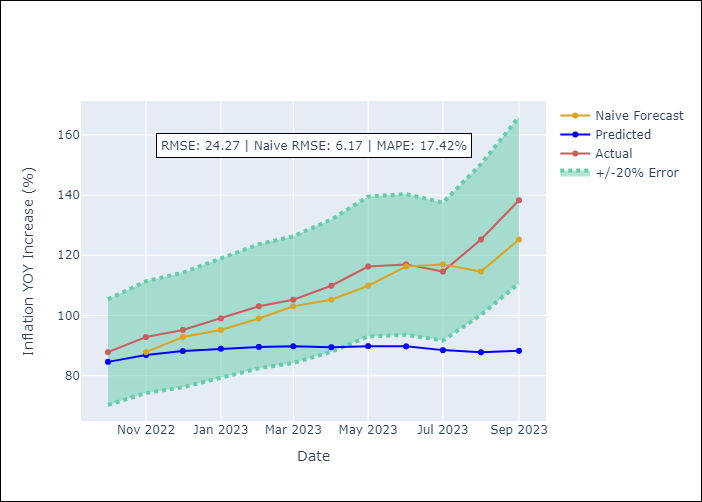 RMSE: 24.27 | Naive RMSE: 6.17 | MAPE: 17.42%
Naive Forecast
Predicted
Actual
+/-20% Error
Inflation YOY Increase (%)
160
140
120
100
80
Nov 2022
Jan 2023
Mar 2023
May 2023
Jul 2023
Sep 2023
Date